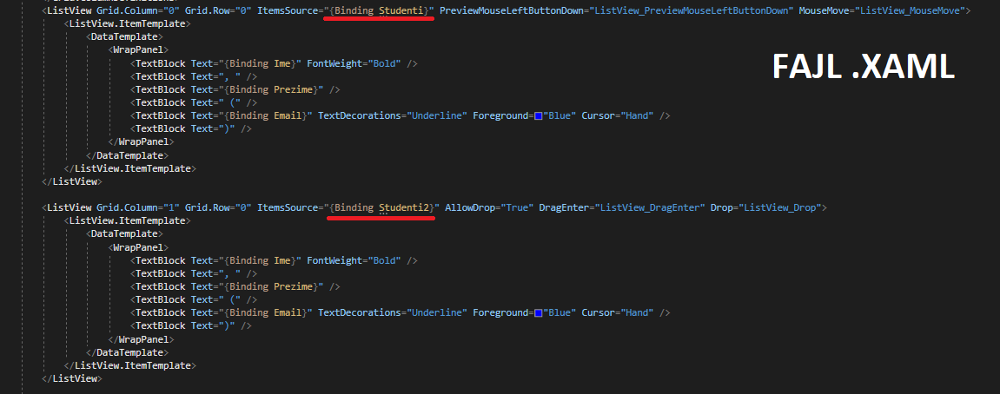 <ListView Grid.Column="0" Grid.Row="0" ItemsSource="{Binding Studenti}" PreviewMouseLeftButtonDown="ListView_PreviewMouseLeftButtonDown" MouseMove="ListView_MouseMove">
<ListView.ItemTemplate>
<DataTemplate>
<WrapPanel>
<TextBlock Text="{Binding Ime}" FontWeight="Bold" />
<TextBlock Text=", " />
<TextBlock Text="{Binding Prezime}" />
<TextBlock Text=" (" />
<TextBlock Text="{Binding Email}" TextDecorations="Underline" Foreground="Blue" Cursor="Hand" />
<TextBlock Text=")" />
</WrapPanel>
</DataTemplate>
</ListView.ItemTemplate>
</ListView>
FAJL .XAML
<ListView Grid.Column="1" Grid.Row="0" ItemsSource="{Binding Studenti2}" AllowDrop="True" DragEnter="ListView_DragEnter" Drop="ListView_Drop">
<ListView.ItemTemplate>
<DataTemplate>
<WrapPanel>
<TextBlock Text="{Binding Ime}" FontWeight="Bold" />
<TextBlock Text=", " />
<TextBlock Text="{Binding Prezime}" />
<TextBlock Text=" (" />
<TextBlock Text="{Binding Email}" TextDecorations="Underline" Foreground="Blue" Cursor="Hand" />
<TextBlock Text=")" />
</WrapPanel>
</DataTemplate>
</ListView.ItemTemplate>
</ListView>